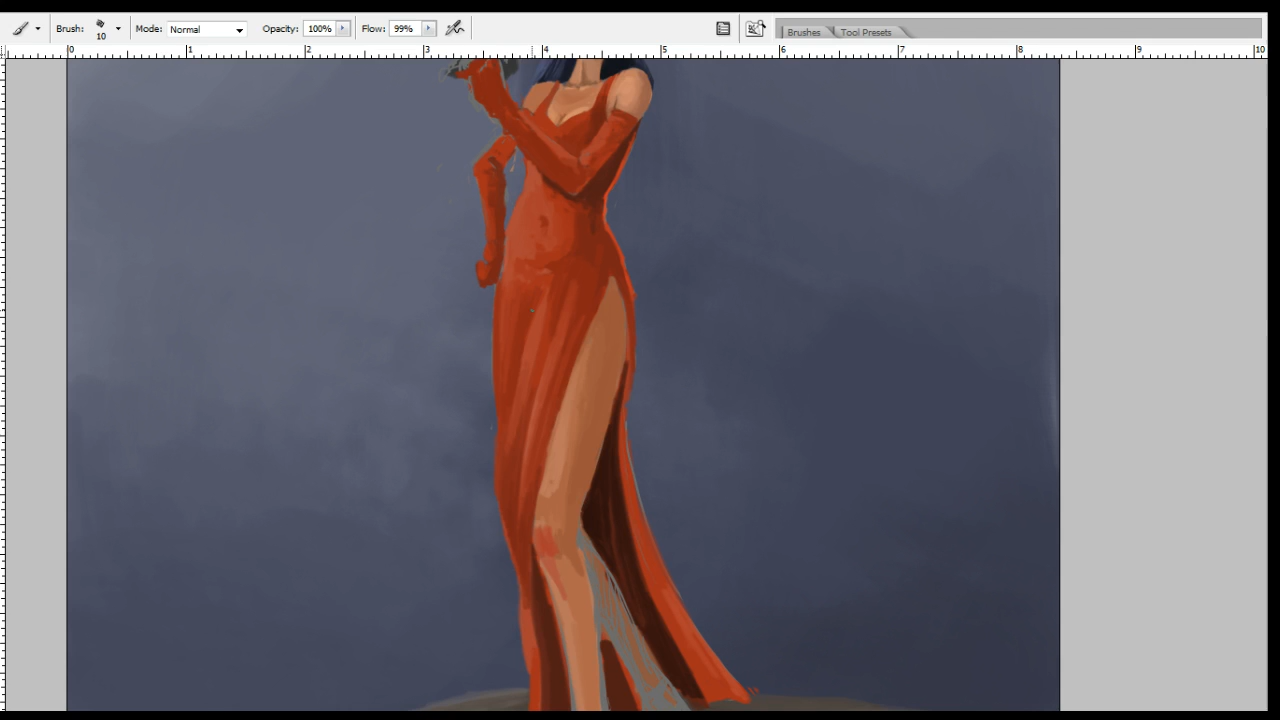 Brush: 10 Mode: Normal Opacity: 100% Flow: 99% Brushes Tool Presets
0 1 2 3 4 5 6 7 8 9 10